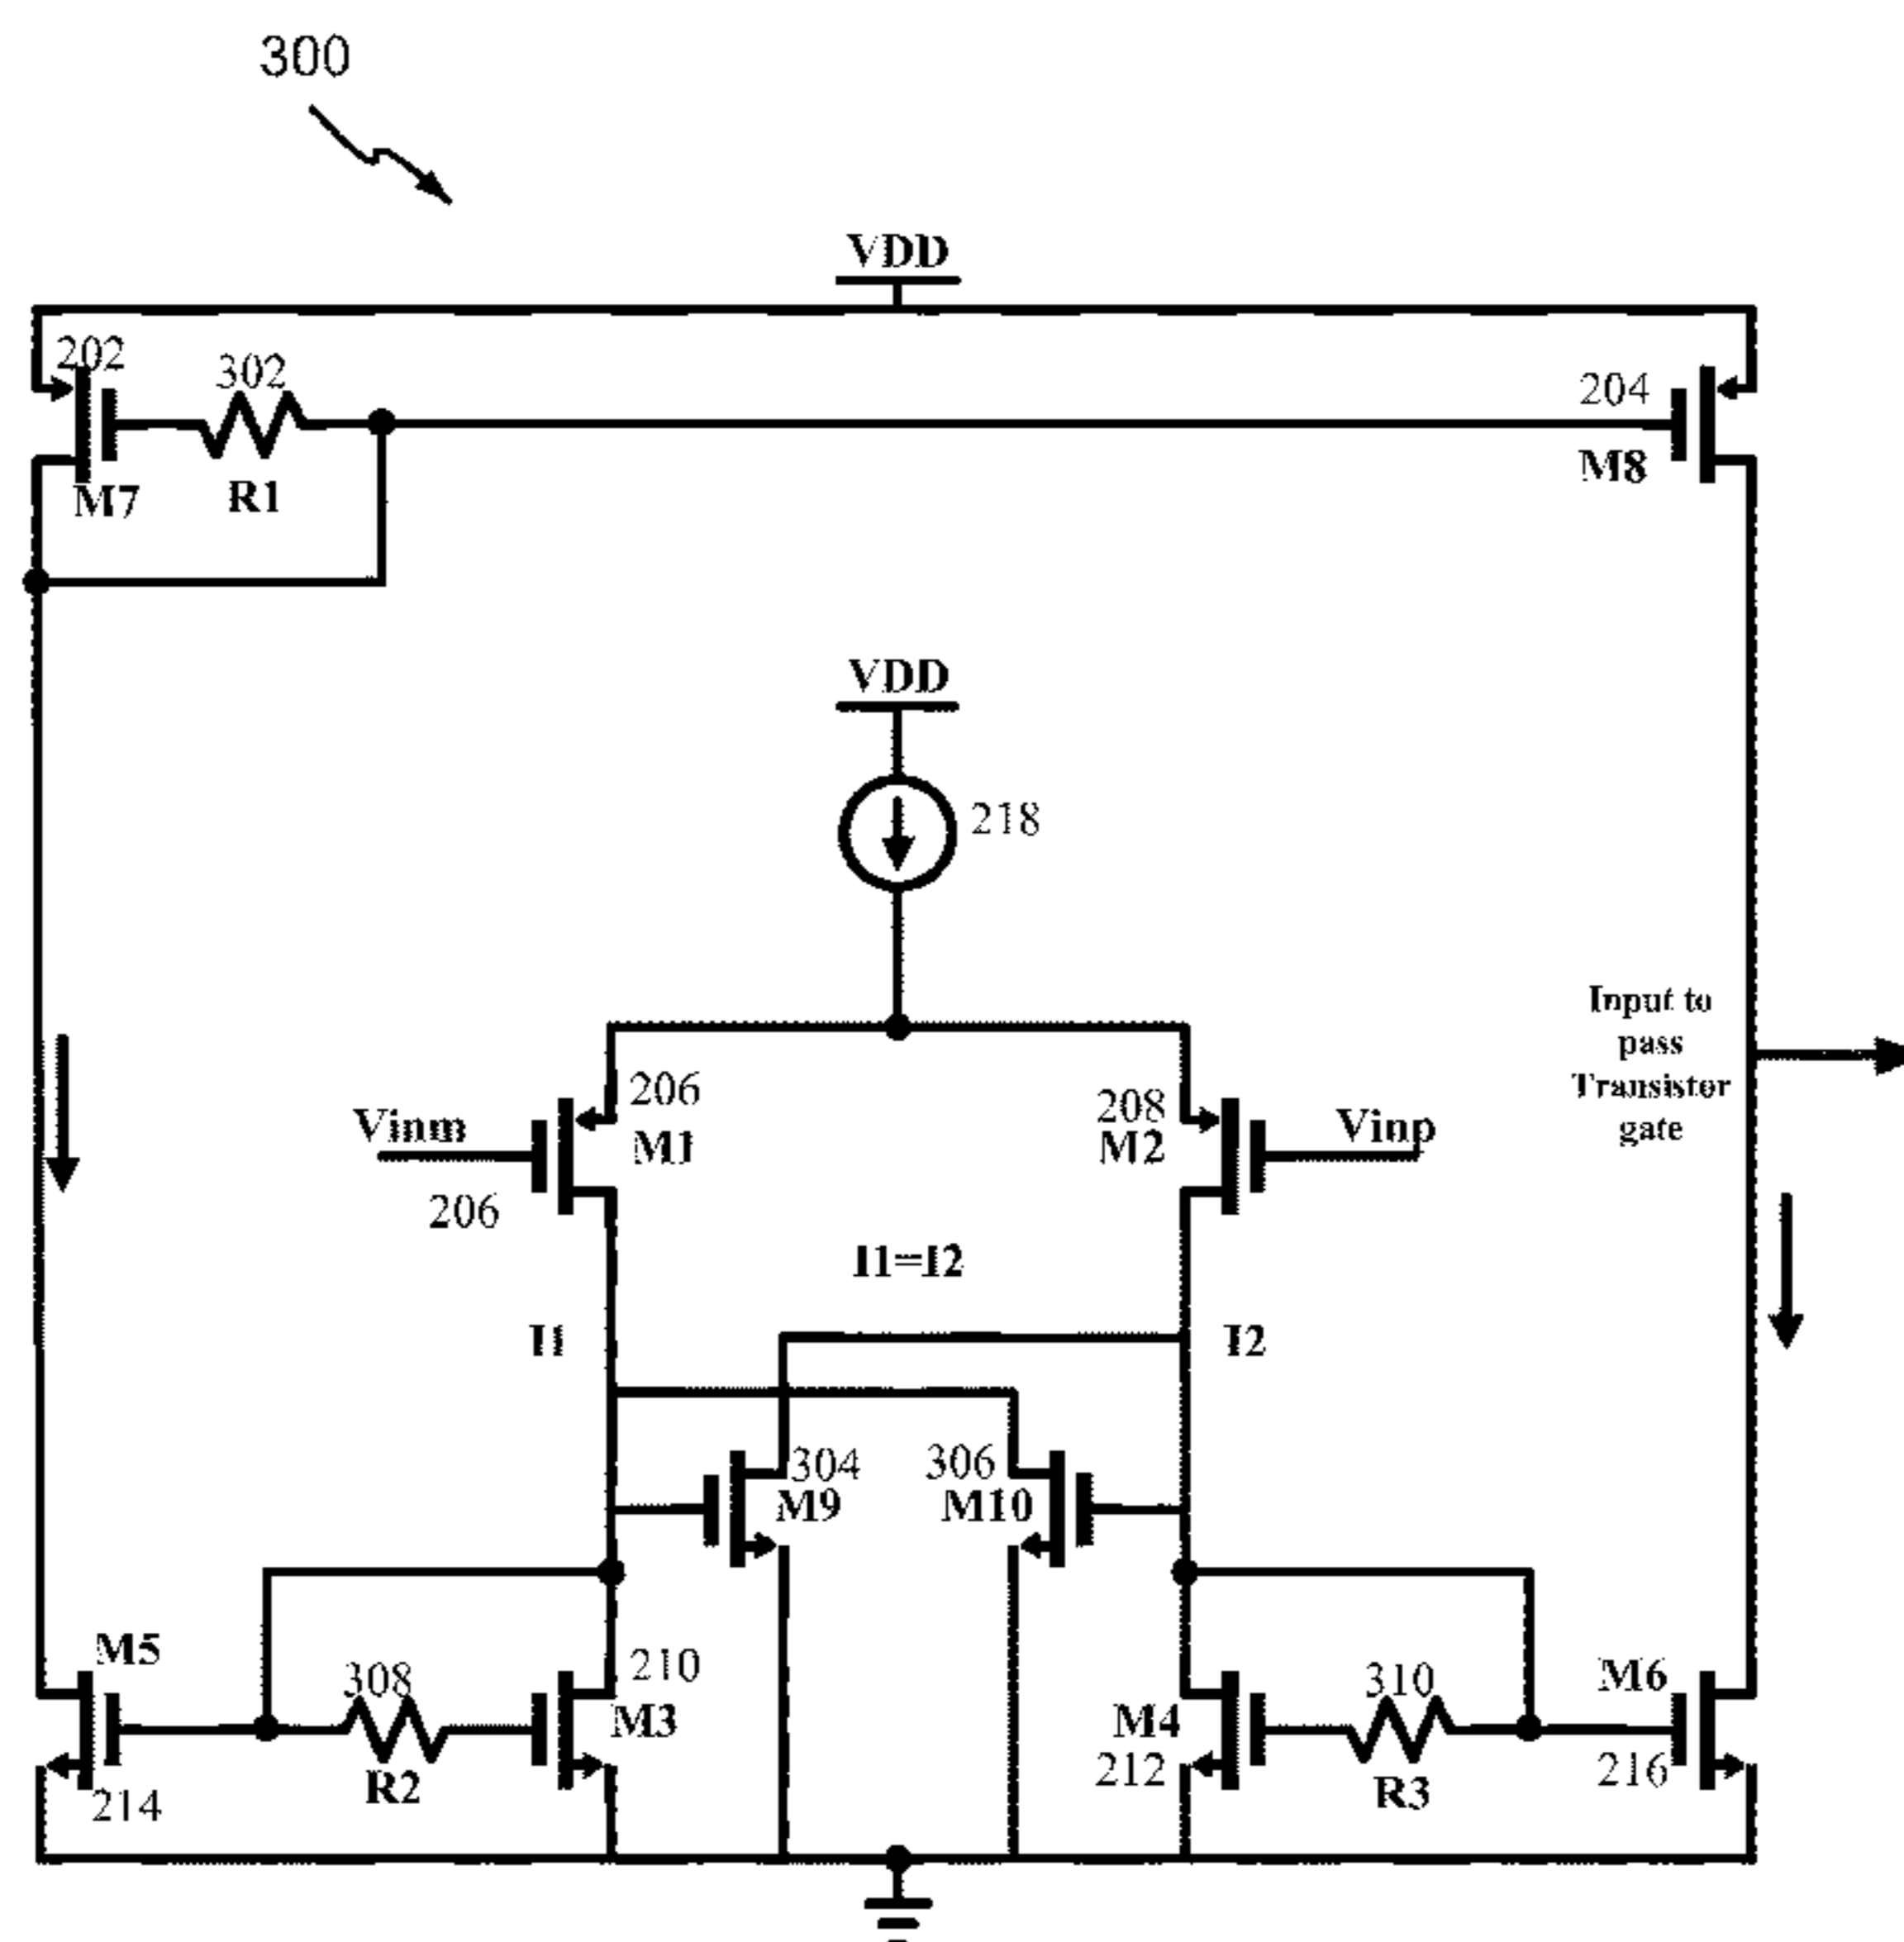 300
VDD
202
302
204
M7
R1
M8
VDD
218
Input to
pass
Transistor
gate
206
M1
Vinm
206
208
M2
Vinp
I1=I2
I1
I2
304
M9
306
M10
M5
214
308
R2
210
M3
M4
212
310
R3
M6
216